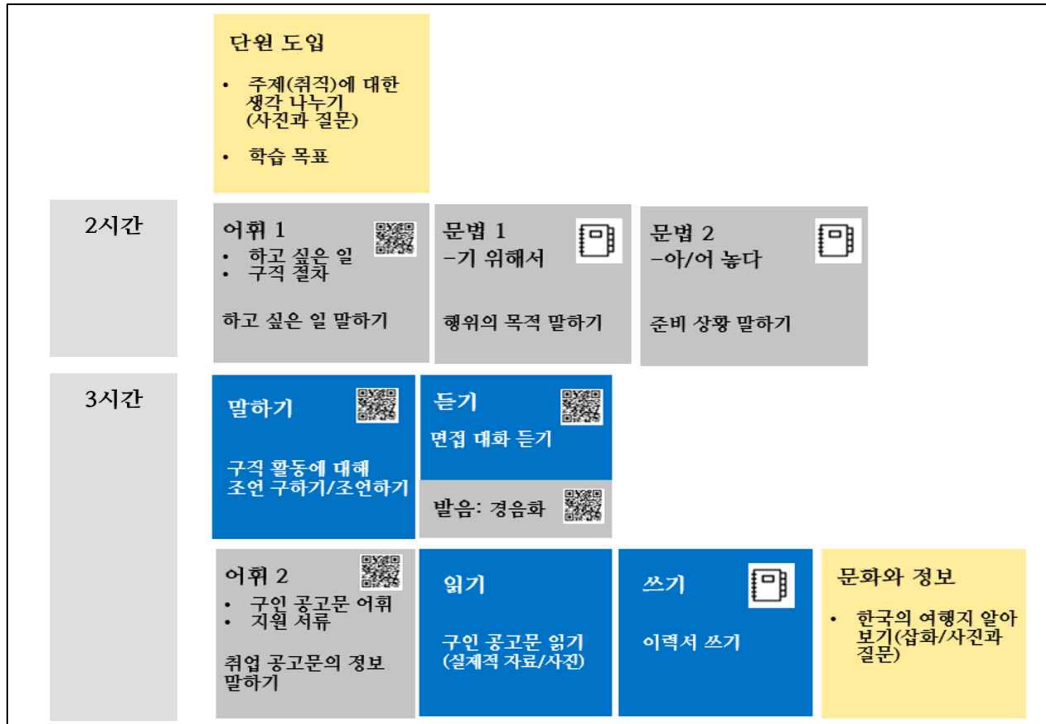 단원 도입
• 주제(취직)에 대한
생각 나누기
(사진과 질문)
• 학습 목표
2시간
어휘 1
• 하고 싶은 일
• 구직 절차
하고 싶은 일 말하기
문법 1
-기 위해서
행위의 목적 말하기
문법 2
-아/어 놓다
준비 상황 말하기
3시간
말하기
구직 활동에 대해
조언 구하기/조언하기
듣기
면접 대화 듣기
발음: 경음화
어휘 2
• 구인 공고문 어휘
• 지원 서류
취업 공고문의 정보
말하기
읽기
구인 공고문 읽기
(실제적 자료/사진)
쓰기
이력서 쓰기
문화와 정보
• 한국의 여행지 알아
보기(삽화/사진과
질문)